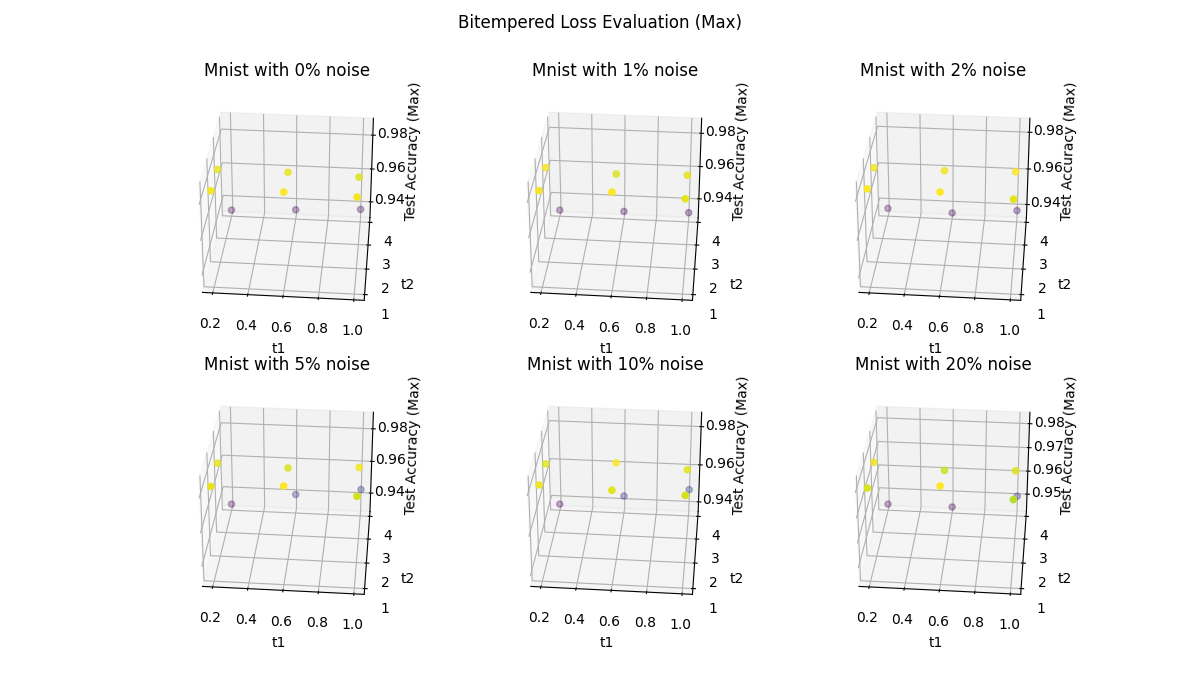 Bitempered Loss Evaluation (Max)
Mnist with 0% noise
0.98
0.96
0.94
Test Accuracy (Max)
4
3
2
1
t2
0.2 0.4 0.6 0.8 1.0
t1
Mnist with 1% noise
0.98
0.96
0.94
Test Accuracy (Max)
4
3
2
1
t2
0.2 0.4 0.6 0.8 1.0
t1
Mnist with 2% noise
0.98
0.96
0.94
Test Accuracy (Max)
4
3
2
1
t2
0.2 0.4 0.6 0.8 1.0
t1
Mnist with 5% noise
0.98
0.96
0.94
Test Accuracy (Max)
4
3
2
1
t2
0.2 0.4 0.6 0.8 1.0
t1
Mnist with 10% noise
0.98
0.96
0.94
Test Accuracy (Max)
4
3
2
1
t2
0.2 0.4 0.6 0.8 1.0
t1
Mnist with 20% noise
0.98
0.97
0.96
0.95
Test Accuracy (Max)
4
3
2
1
t2
0.2 0.4 0.6 0.8 1.0
t1